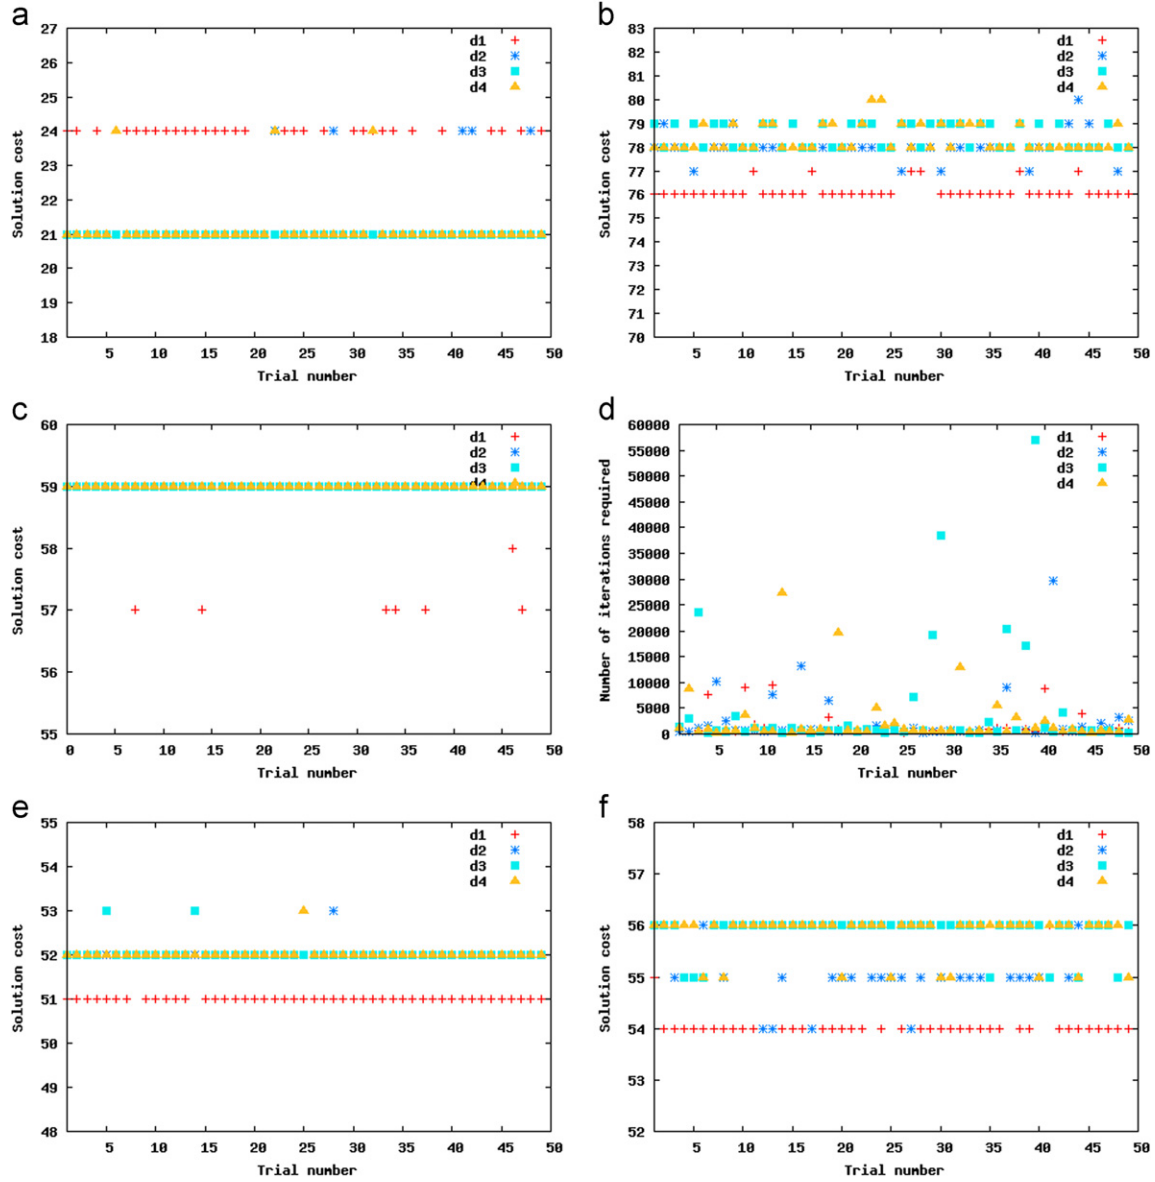 a
27
26
25
24
23
22
21
20
19
18
Solution cost
d1
d2
d3
d4
5 10 15 20 25 30 35 40 45 50
Trial number
b
83
82
81
80
79
78
77
76
75
74
73
72
71
70
Solution cost
d1
d2
d3
d4
5 10 15 20 25 30 35 40 45 50
Trial number
c
60
59
58
57
56
55
Solution cost
d1
d2
d3
d4
0 5 10 15 20 25 30 35 40 45 50
Trial number
d
60000
55000
50000
45000
40000
35000
30000
25000
20000
15000
10000
5000
0
Number of iterations required
d1
d2
d3
d4
5 10 15 20 25 30 35 40 45 50
Trial number
e
55
54
53
52
51
50
49
48
Solution cost
d1
d2
d3
d4
5 10 15 20 25 30 35 40 45 50
Trial number
f
58
57
56
55
54
53
52
Solution cost
d1
d2
d3
d4
5 10 15 20 25 30 35 40 45 50
Trial number